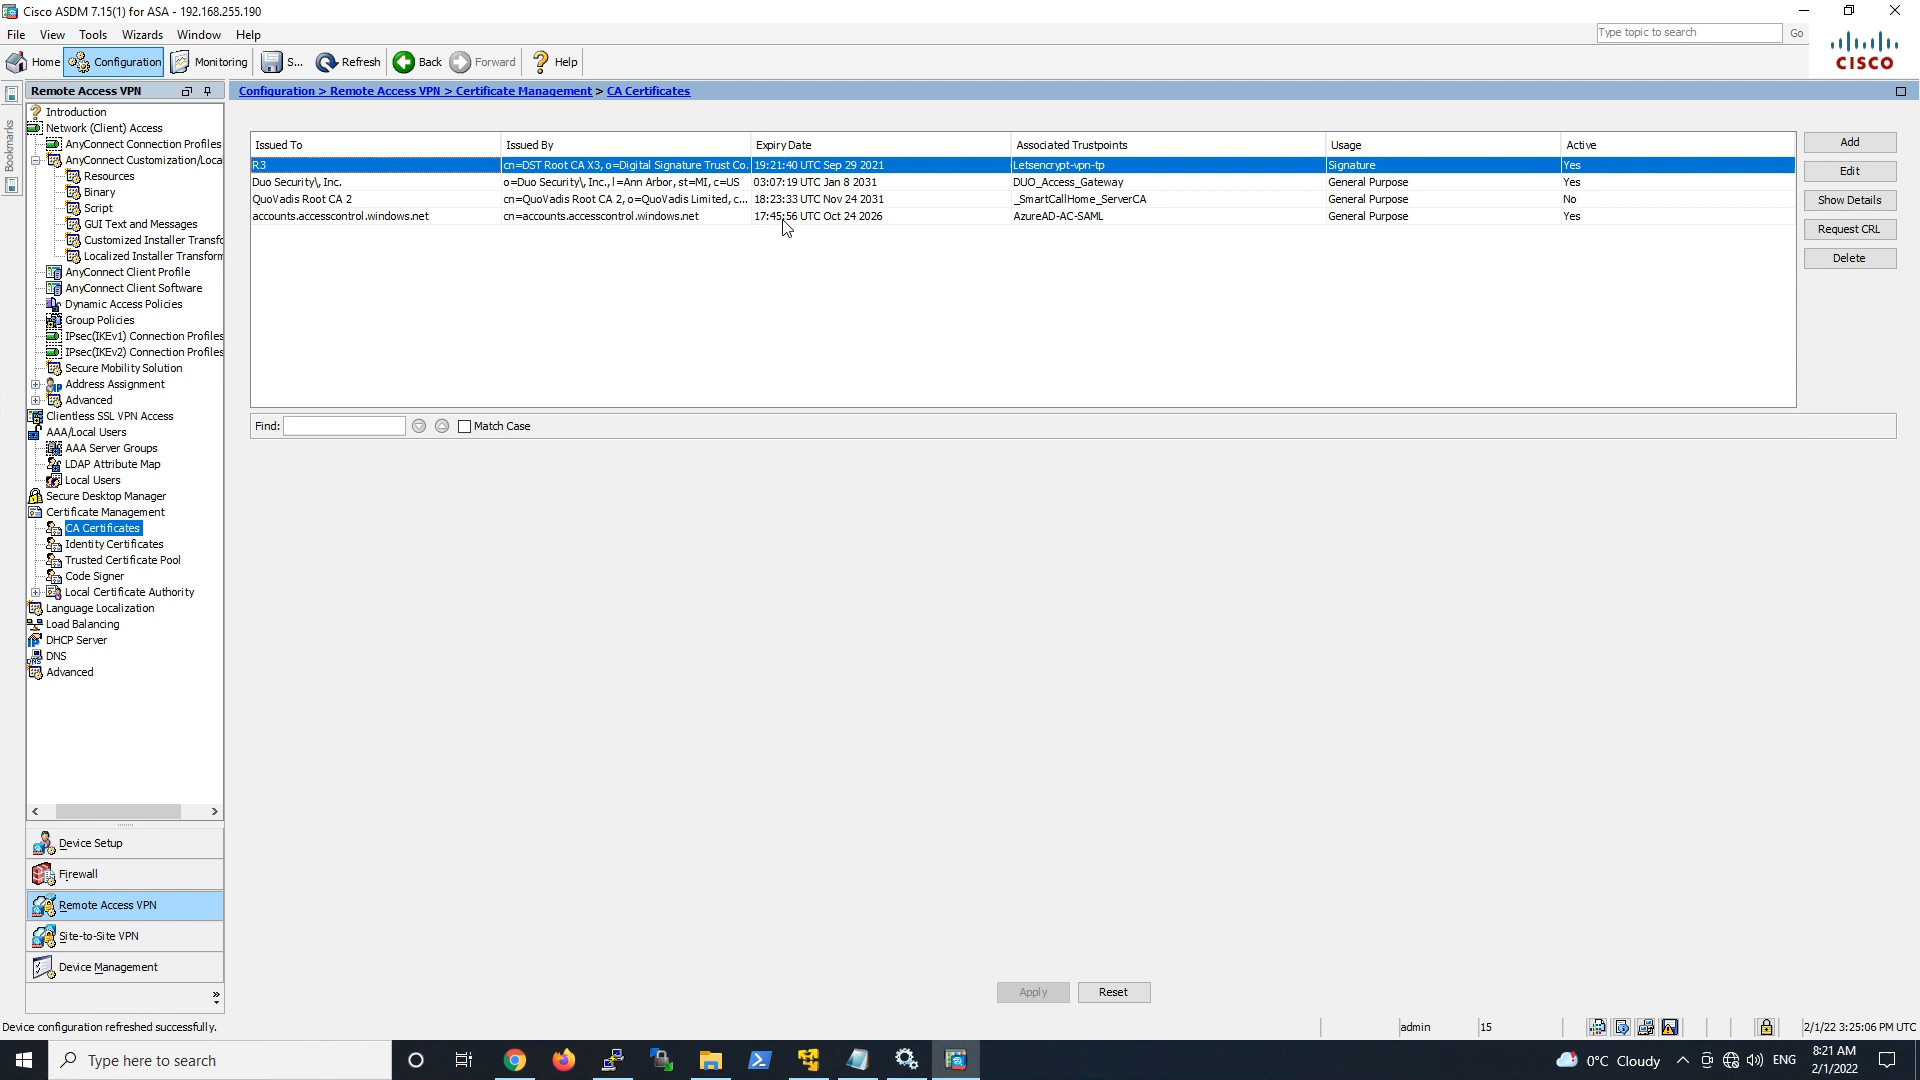 Cisco ASDM 7.15(1) for ASA - 192.168.255.190
File View Tools Wizards Window Help
Type topic to search Go
CISCO
Home Configuration Monitoring S... Refresh Back Forward Help
Bookmarks
Remote Access VPN
Configuration > Remote Access VPN > Certificate Management > CA Certificates
Introduction
Network (Client) Access
AnyConnect Connection Profiles
AnyConnect Customization/Loca
Resources
Binary
Script
GUI Text and Messages
Customized Installer Transfo
Localized Installer Transform
AnyConnect Client Profile
AnyConnect Client Software
Dynamic Access Policies
Group Policies
IPsec(IKEv1) Connection Profiles
IPsec(IKEv2) Connection Profiles
Secure Mobility Solution
Address Assignment
Advanced
Clientless SSL VPN Access
AAA/Local Users
AAA Server Groups
LDAP Attribute Map
Local Users
Secure Desktop Manager
Certificate Management
CA Certificates
Identity Certificates
Trusted Certificate Pool
Code Signer
Local Certificate Authority
Language Localization
Load Balancing
DHCP Server
DNS
Advanced
Device Setup
Firewall
Remote Access VPN
Site-to-Site VPN
Device Management
Issued To Issued By Expiry Date Associated Trustpoints Usage Active
R3 cn=DST Root CA X3, o=Digital Signature Trust Co. 19:21:40 UTC Sep 29 2021 Letsencrypt-vpn-tp Signature Yes
Duo Security\, Inc. o=Duo Security\, Inc., l=Ann Arbor, st=MI, c=US 03:07:19 UTC Jan 8 2031 DUO_Access_Gateway General Purpose Yes
QuoVadis Root CA 2 cn=QuoVadis Root CA 2, o=QuoVadis Limited, c... 18:23:33 UTC Nov 24 2031 _SmartCallHome_ServerCA General Purpose No
accounts.accesscontrol.windows.net cn=accounts.accesscontrol.windows.net 17:45:56 UTC Oct 24 2026 AzureAD-AC-SAML General Purpose Yes
Add
Edit
Show Details
Request CRL
Delete
Find: Match Case
Apply Reset
Device configuration refreshed successfully. admin 15 2/1/22 3:25:06 PM UTC
Type here to search 0°C Cloudy ENG 8:21 AM
2/1/2022